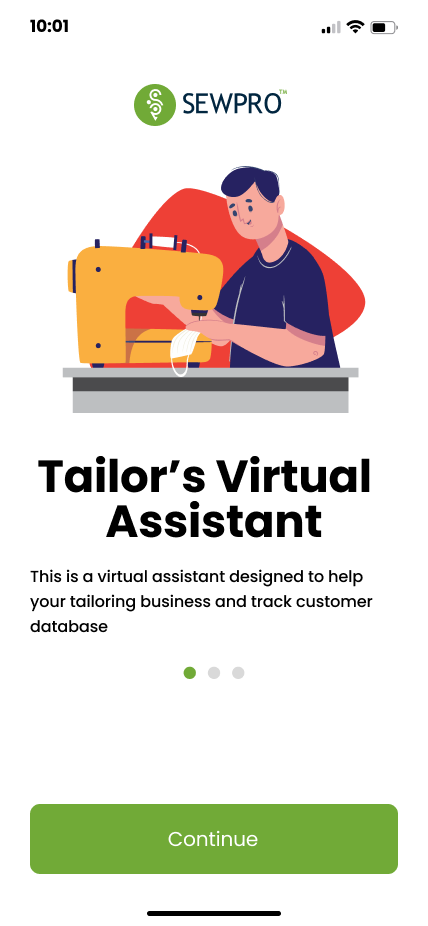 10:01
SEWPRO™
Tailor’s Virtual
Assistant
This is a virtual assistant designed to help
your tailoring business and track customer
database
Continue